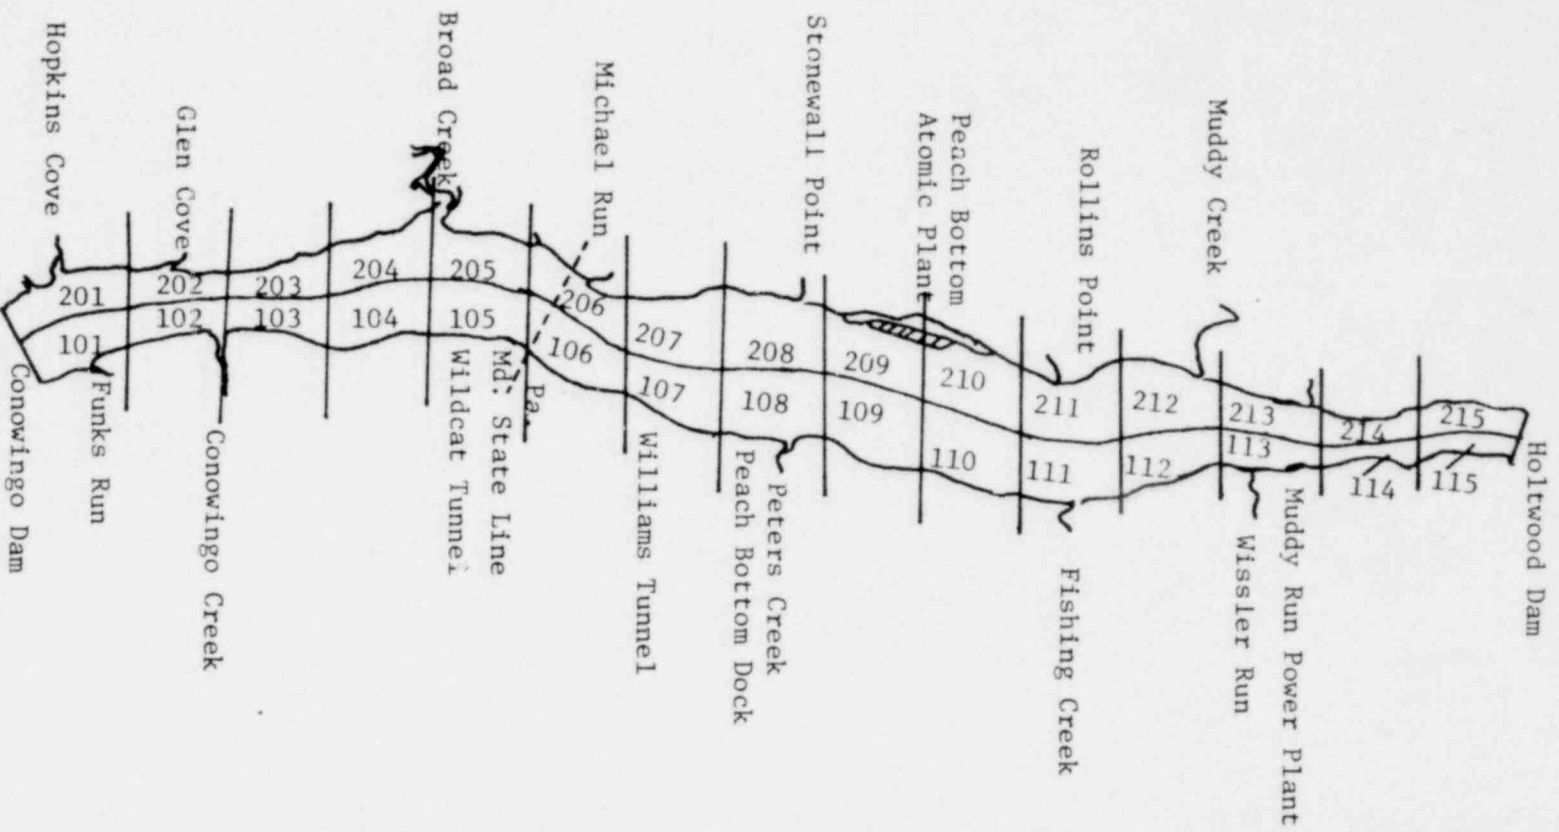 Hopkins Cove
Glen Cove
Broad Creek
Michael Run
Stonewall Point
Peach Bottom
Atomic Plant
Rollins Point
Muddy Creek
201
202
203
204
205
206
207
208
209
210
211
212
213
214
215
101
102
103
104
105
106
107
108
109
110
111
112
113
114
115
Conowingo Dam
Funks Run
Conowingo Creek
Wildcat Tunnel
Md. State Line
Pa.
Williams Tunnel
Peach Bottom Dock
Peters Creek
Fishing Creek
Wissler Run
Muddy Run Power Plant
Holtwood Dam